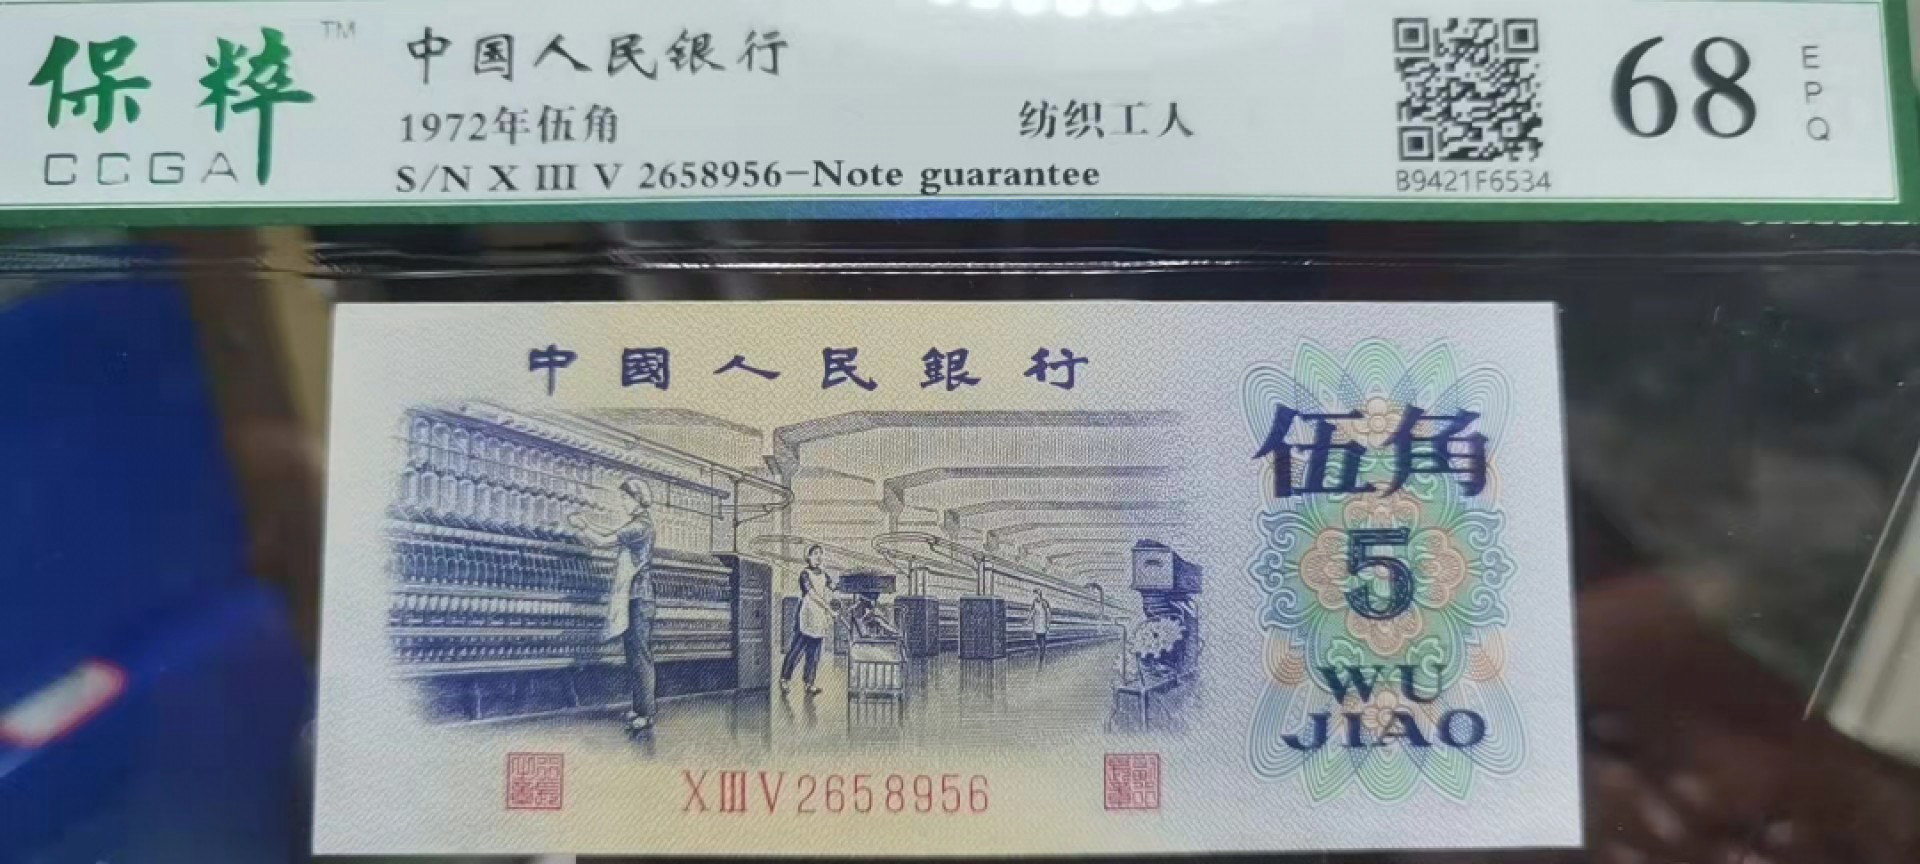 保粹 TM
CCGA
中国人民银行
1972年伍角
纺织工人
S/N X III V 2658956-Note guarantee
B9421F6534
68
EPQ
中國人民銀行
伍角
5
WU
JIAO
X III V 2658956